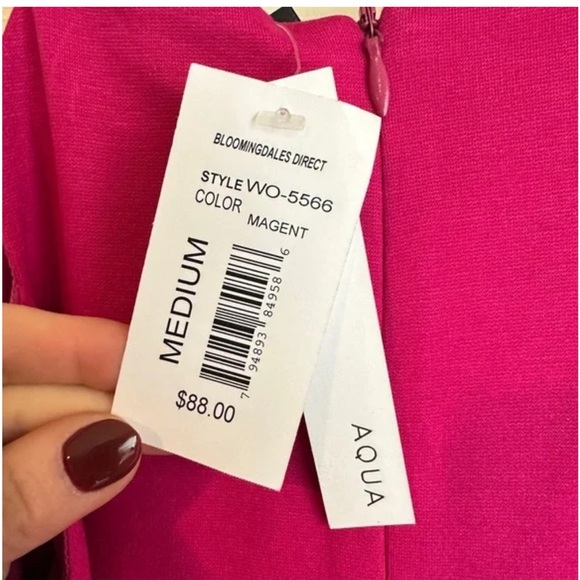 BLOOMINGDALES DIRECT
STYLE WO-5566
COLOR MAGENT
MEDIUM
7 94893 84958 6
$88.00
AQUA